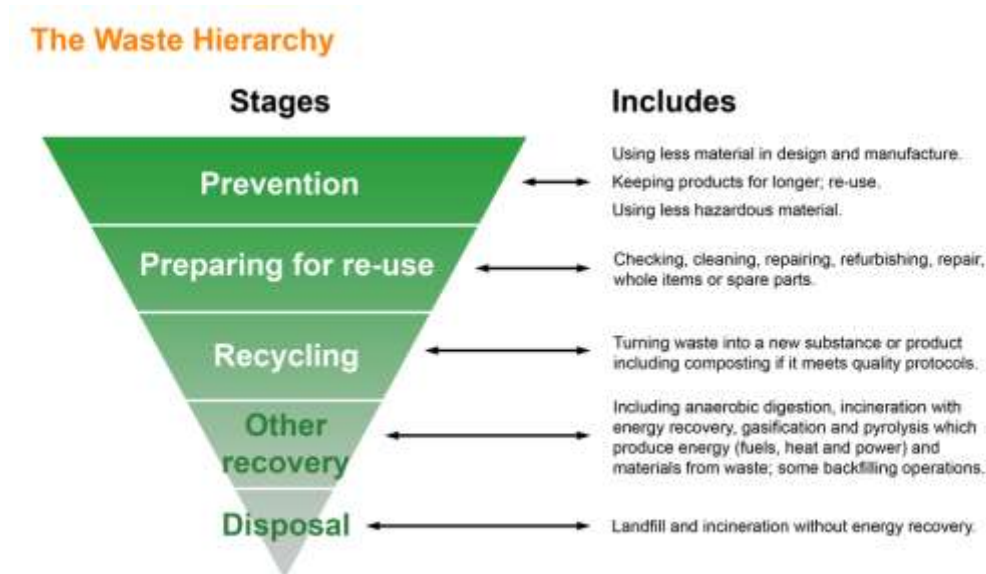 The Waste Hierarchy
Stages
Includes
Prevention
Using less material in design and manufacture.
Keeping products for longer; re-use.
Using less hazardous material.
Preparing for re-use
Checking, cleaning, repairing, refurbishing, repair,
whole items or spare parts.
Recycling
Turning waste into a new substance or product
including composting if it meets quality protocols.
Other
recovery
Including anaerobic digestion, incineration with
energy recovery, gasification and pyrolysis which
produce energy (fuels, heat and power) and
materials from waste; some backfilling operations.
Disposal
Landfill and incineration without energy recovery.